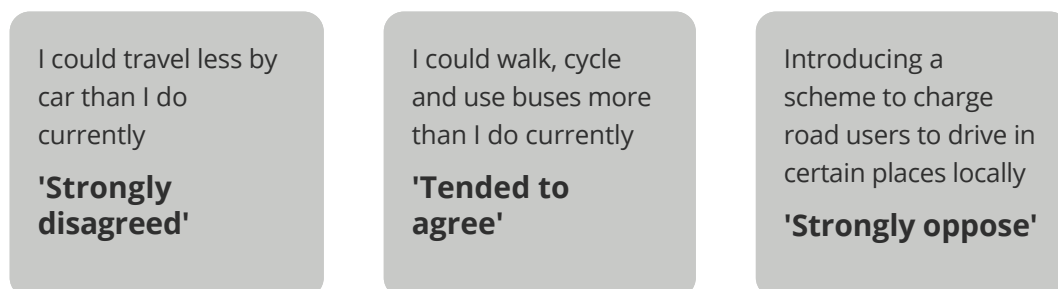 I could travel less by
car than I do
currently
'Strongly
disagreed'
I could walk, cycle
and use buses more
than I do currently
'Tended to
agree'
Introducing a
scheme to charge
road users to drive in
certain places locally
'Strongly oppose'